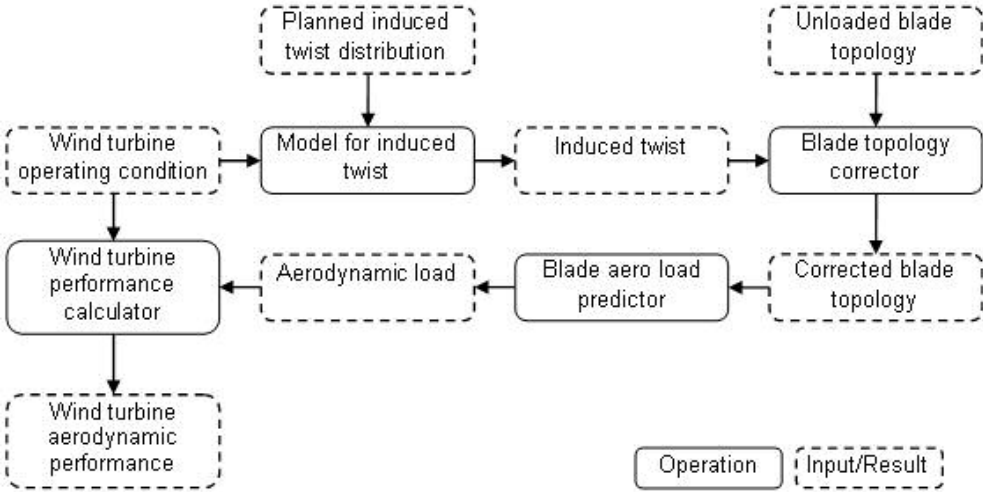 Planned induced
twist distribution
Unloaded blade
topology
Wind turbine
operating condition
Model for induced
twist
Induced twist
Blade topology
corrector
Wind turbine
performance
calculator
Aerodynamic load
Blade aero load
predictor
Corrected blade
topology
Wind turbine
aerodynamic
performance
Operation
Input/Result